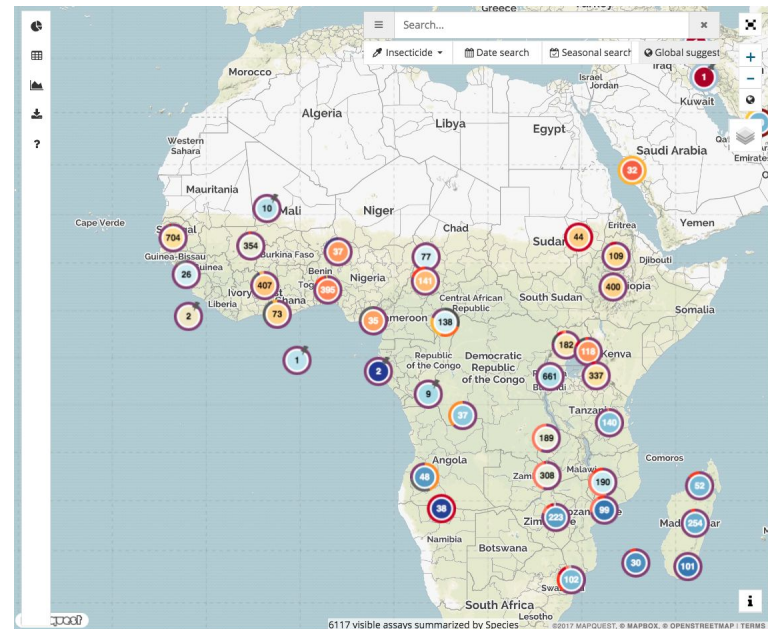 Greece
Search...
Insecticide
Date search
Seasonal search
Global suggest
Iraq
Morocco
Israel
Jordan
1
Kuwait
Algeria
Libya
Egypt
Western
Sahara
Saudi Arabia
Emirates
32
Mauritania
10
Mali
Niger
Cape Verde
Chad
Eritrea
Yemen
704
354
37
77
Sudan
44
109
Djibouti
Guinea-Bissau
Burkina Faso
26
Benin
Nigeria
141
400
407
395
Central African
Republic
South Sudan
Somalia
2
Liberia
73
35
138
182
118
Kenya
1
2
Republic
of the Congo
Democratic
Republic
of the Congo
661
337
9
37
140
189
Angola
Comoros
48
308
Malawi
190
52
38
223
99
254
Namibia
Botswana
30
101
102
South Africa
Lesotho
6117 visible assays summarized by Species
©2017 MAPQUEST, © MAPBOX, © OPENSTREETMAP | TERMS